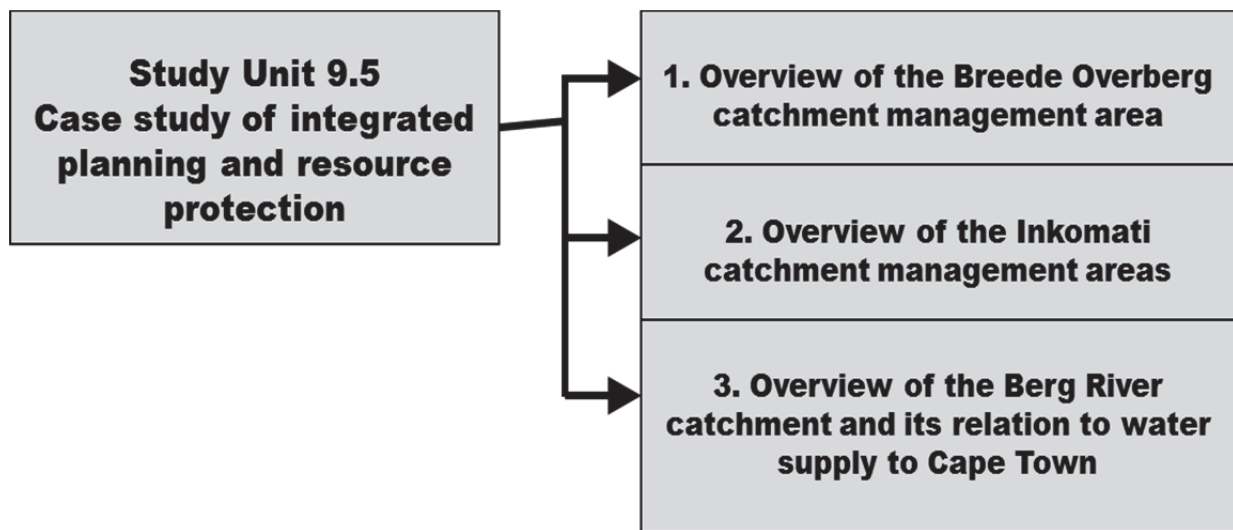 Study Unit 9.5
Case study of integrated
planning and resource
protection
1. Overview of the Breede Overberg
catchment management area
2. Overview of the Inkomati
catchment management areas
3. Overview of the Berg River
catchment and its relation to water
supply to Cape Town